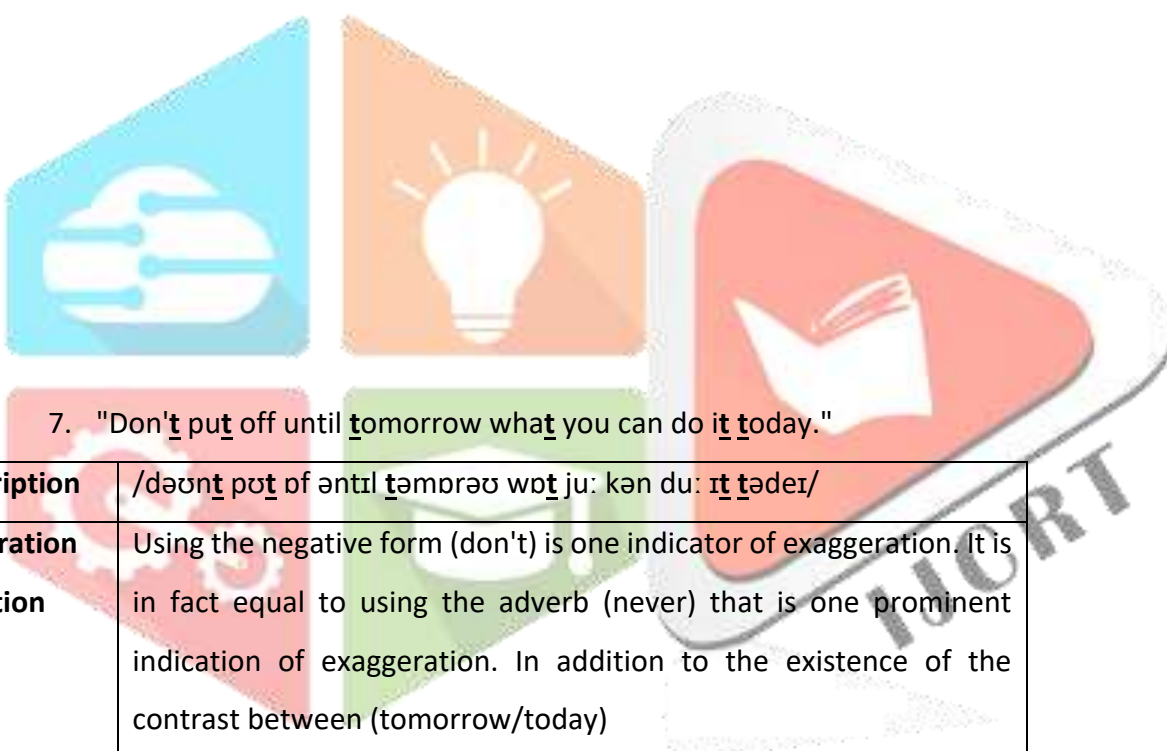 7. "Don't put off until tomorrow what you can do it today."
ription /dəʊnt pʊt ɒf əntɪl təmɒrəʊ wɒt juː kən duː ɪt tədeɪ/
ration Using the negative form (don't) is one indicator of exaggeration. It is
tion in fact equal to using the adverb (never) that is one prominent
indication of exaggeration. In addition to the existence of the
contrast between (tomorrow/today)
IJCRT